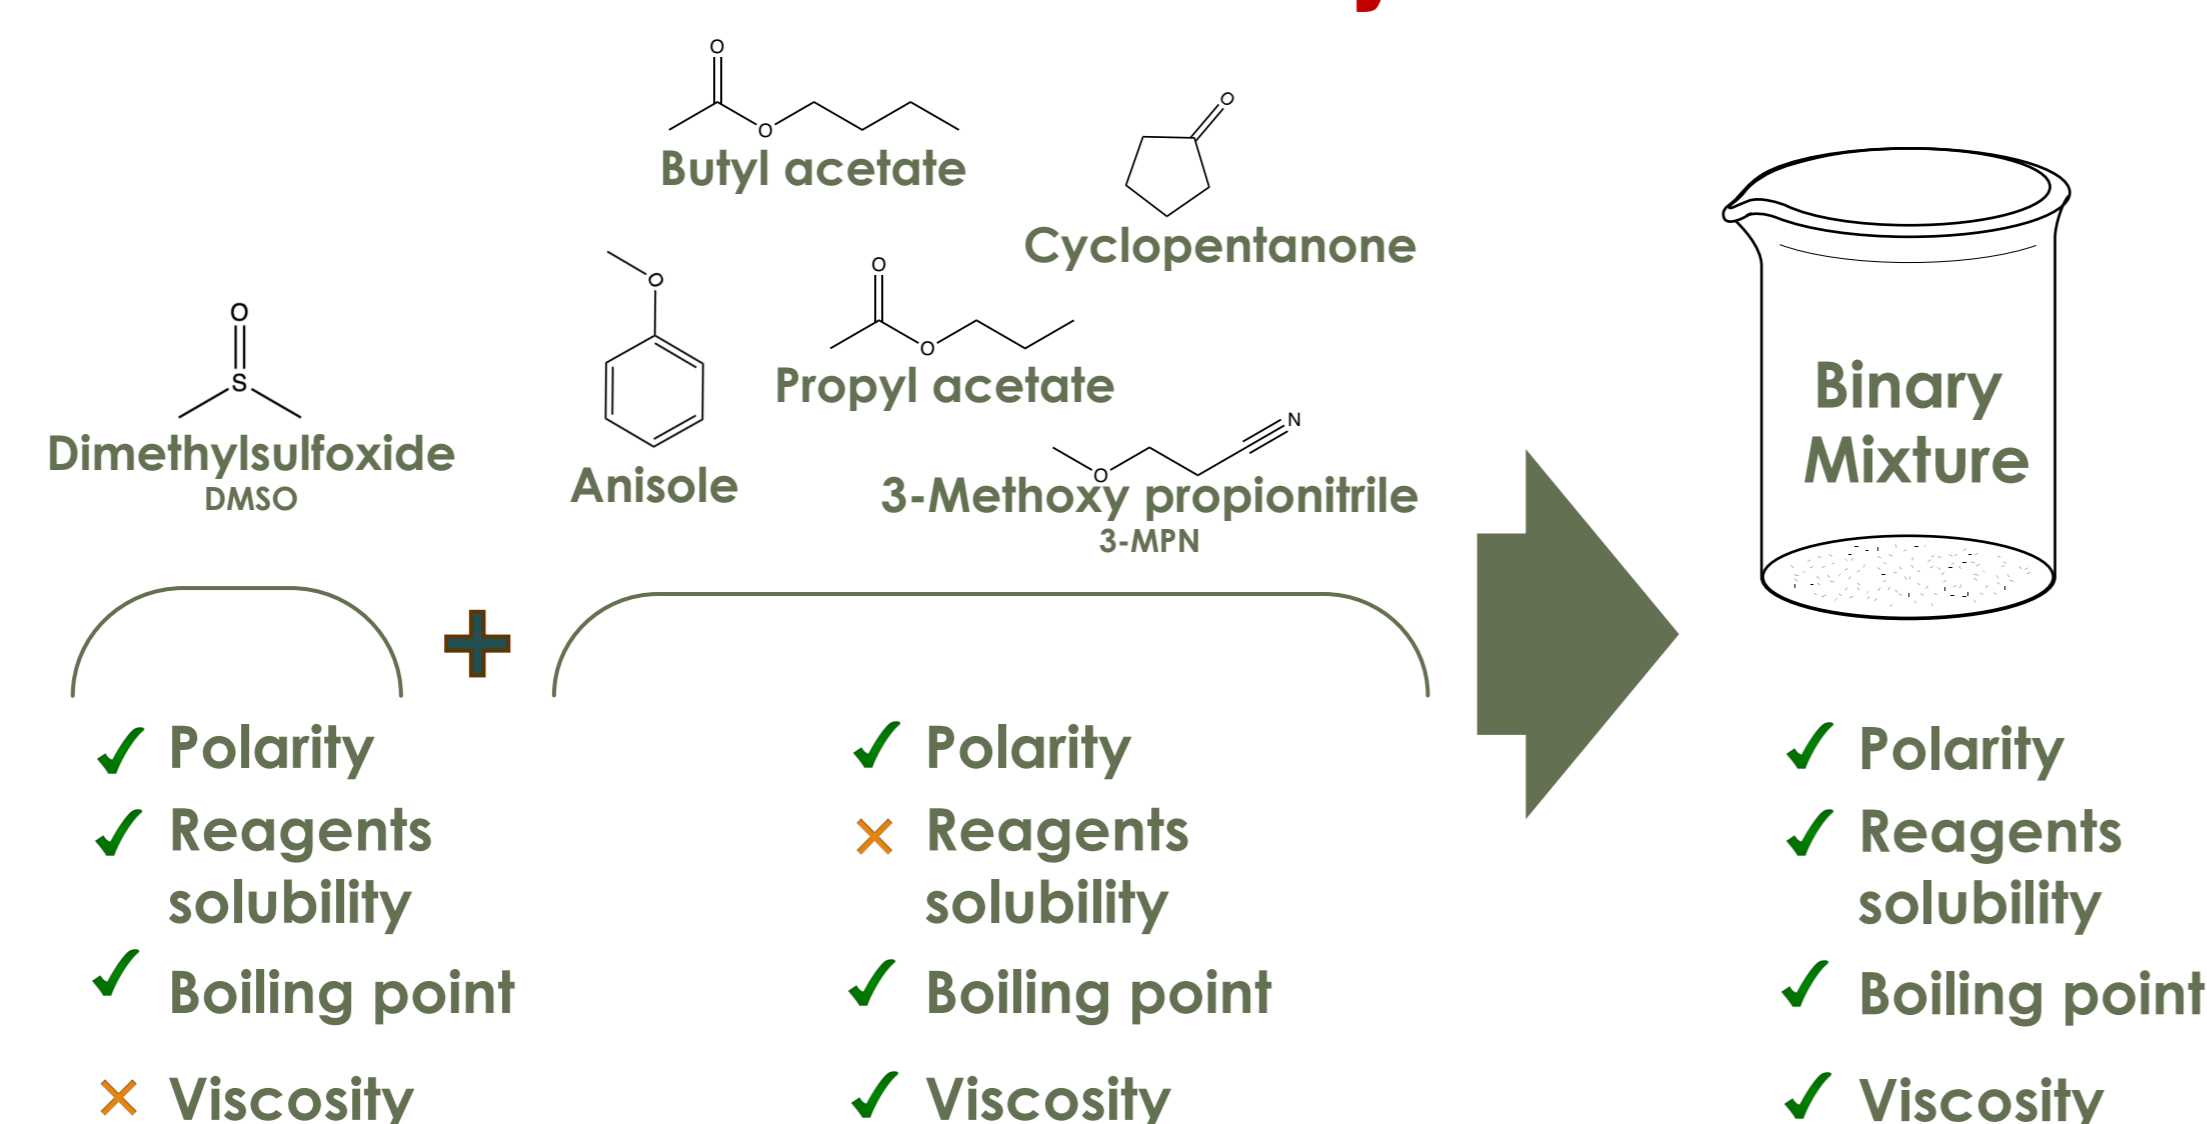 O
O
Butyl acetate
O
Cyclopentanone
O
Anisole
O
O
Propyl acetate
N
O
3-Methoxy propionitrile
3-MPN
O
S
Dimethylsulfoxide
DMSO
Binary
Mixture
Polarity
Reagents
solubility
Boiling point
Viscosity
Polarity
Reagents
solubility
Boiling point
Viscosity
Polarity
Reagents
solubility
Boiling point
Viscosity